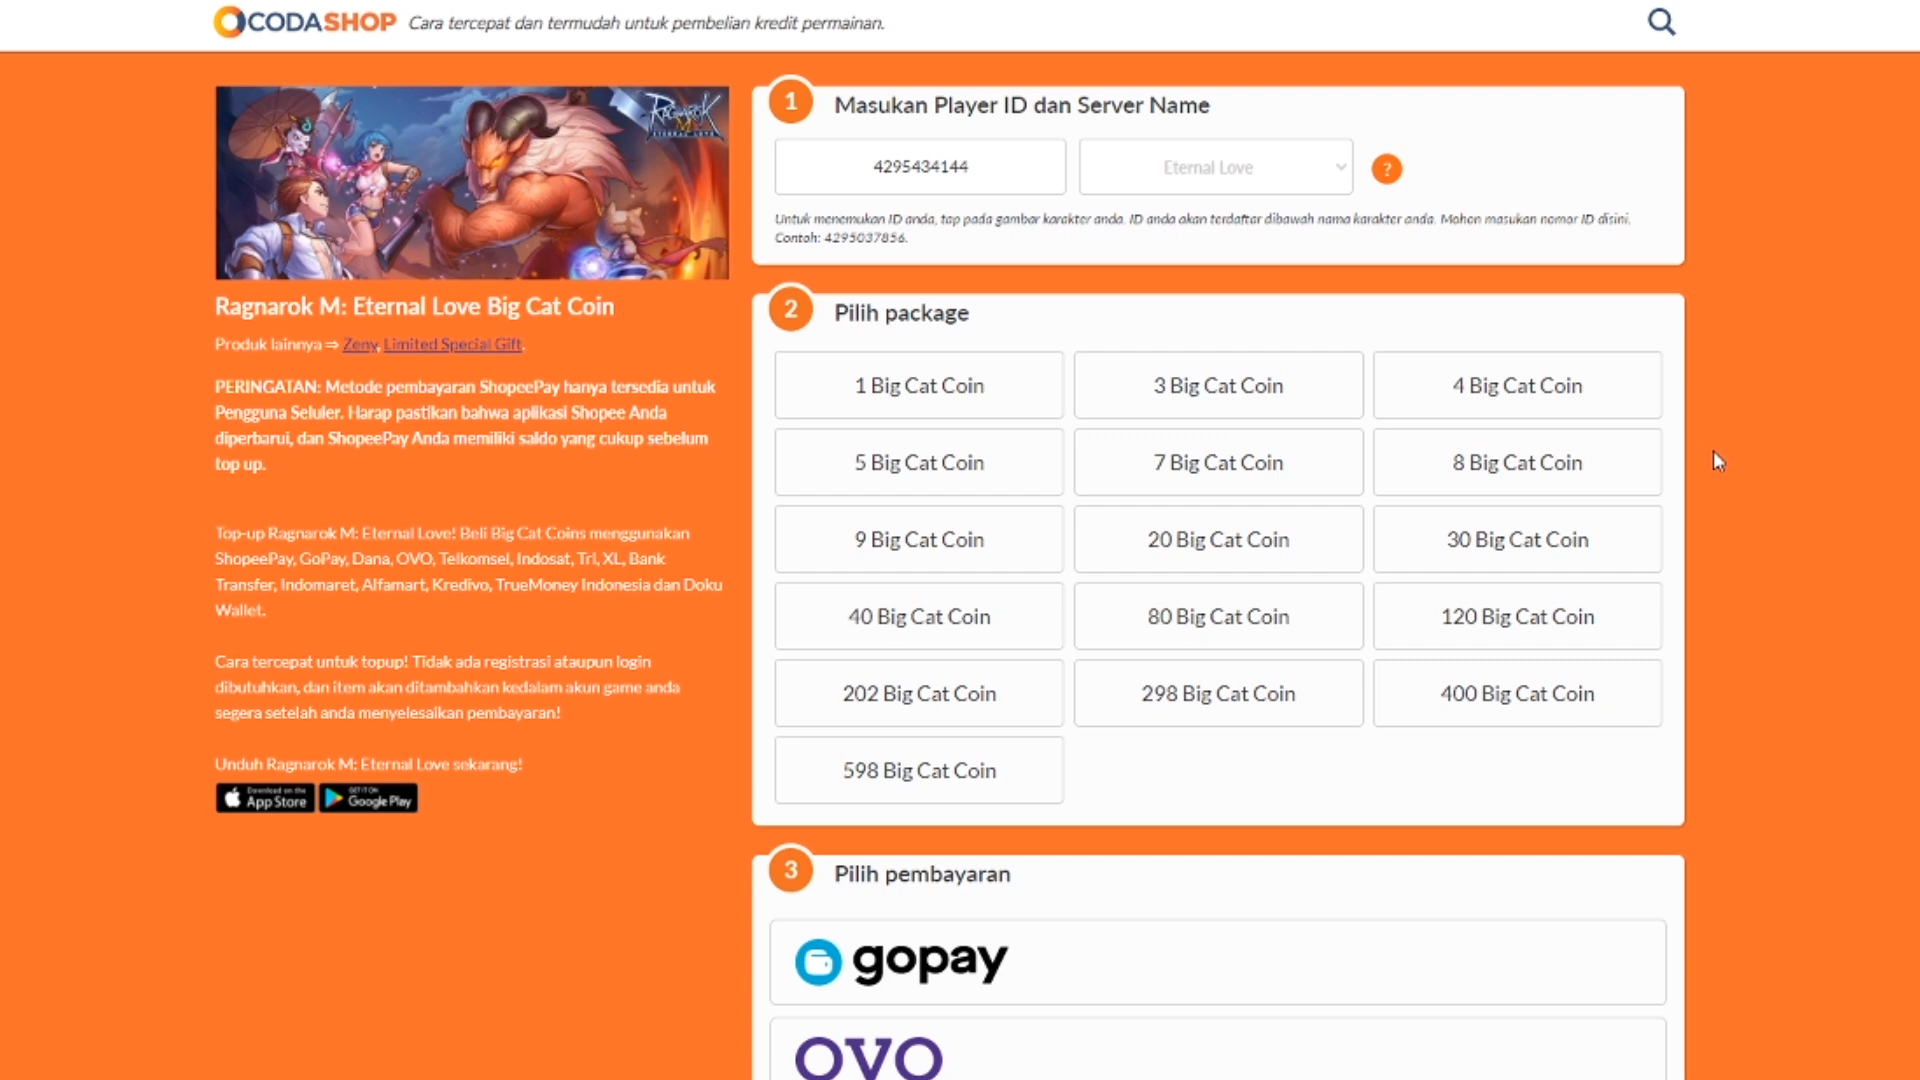 CODASHOP Cara tercepat dan termudah untuk pembelian kredit permainan.
RAGNAROK M
ETERNAL LOVE
Ragnarok M: Eternal Love Big Cat Coin
Produk lainnya ⇒ Zeny, Limited Special Gift.
PERINGATAN: Metode pembayaran ShopeePay hanya tersedia untuk
Pengguna Seluler. Harap pastikan bahwa aplikasi Shopee Anda
diperbarui, dan ShopeePay Anda memiliki saldo yang cukup sebelum
top up.
Top-up Ragnarok M: Eternal Love! Beli Big Cat Coins menggunakan
ShopeePay, GoPay, Dana, OVO, Telkomsel, Indosat, Tri, XL, Bank
Transfer, Indomaret, Alfamart, Kredivo, TrueMoney Indonesia dan Doku
Wallet.
Cara tercepat untuk topup! Tidak ada registrasi ataupun login
dibutuhkan, dan item akan ditambahkan kedalam akun game anda
segera setelah anda menyelesaikan pembayaran!
Unduh Ragnarok M: Eternal Love sekarang!
Download on the
App Store
GET IT ON
Google Play
1 Masukan Player ID dan Server Name
4295434144
Eternal Love
?
Untuk menemukan ID anda, tap pada gambar karakter anda. ID anda akan terdaftar dibawah nama karakter anda. Mohon masukan nomor ID disini.
Contoh: 4295037856.
2 Pilih package
1 Big Cat Coin
3 Big Cat Coin
4 Big Cat Coin
5 Big Cat Coin
7 Big Cat Coin
8 Big Cat Coin
9 Big Cat Coin
20 Big Cat Coin
30 Big Cat Coin
40 Big Cat Coin
80 Big Cat Coin
120 Big Cat Coin
202 Big Cat Coin
298 Big Cat Coin
400 Big Cat Coin
598 Big Cat Coin
3 Pilih pembayaran
gopay
OVO